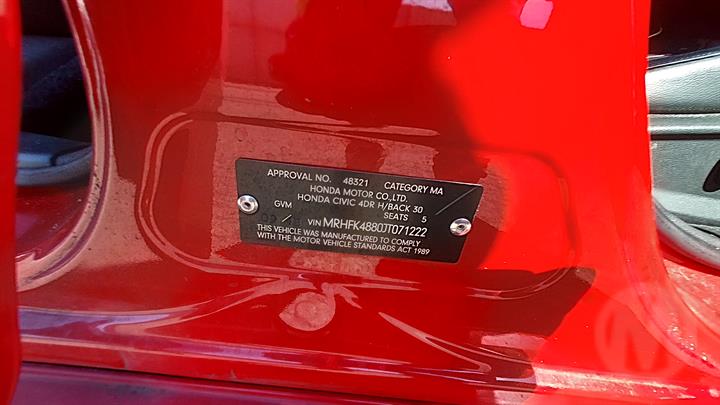 APPROVAL NO. 48321 CATEGORY MA
HONDA MOTOR CO.,LTD.
HONDA CIVIC 4DR H/BACK 30
GVM SEATS 5
VIN MRHFK4880JT071222
THIS VEHICLE WAS MANUFACTURED TO COMPLY
WITH THE MOTOR VEHICLE STANDARDS ACT 1989